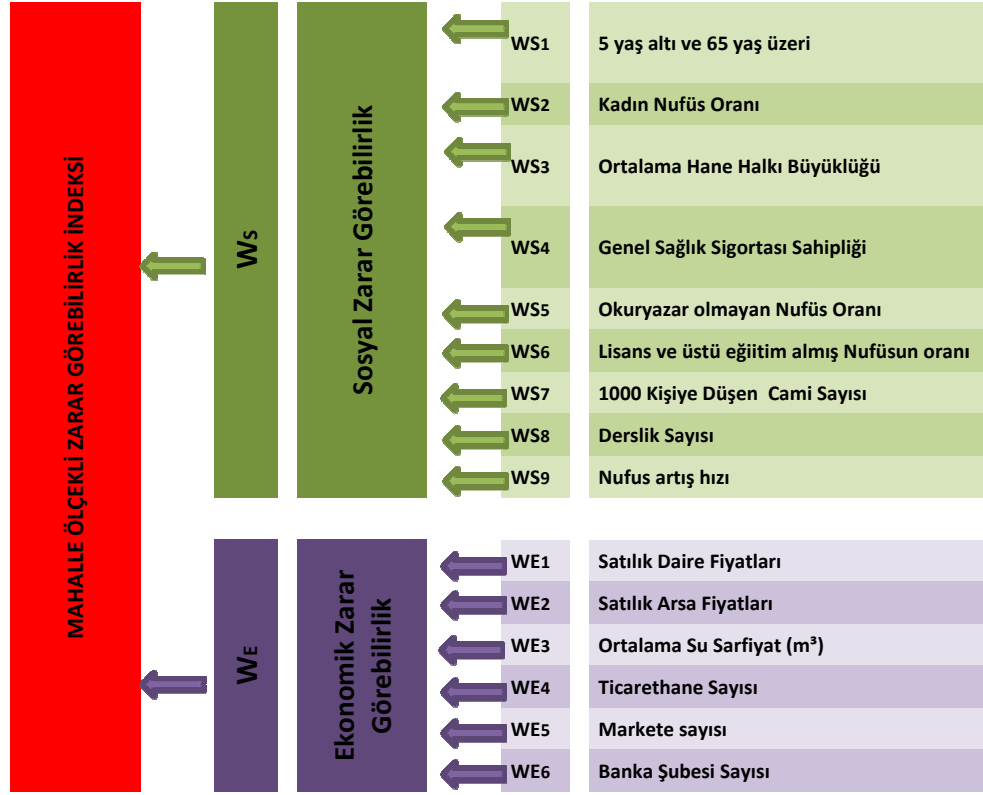 MAHALLE ÖLÇEKLİ ZARAR GÖREBİLİRLİK İNDEKSİ
Ws
Sosyal Zarar Görebilirlik
WS1 5 yaş altı ve 65 yaş üzeri
WS2 Kadın Nufüs Oranı
WS3 Ortalama Hane Halkı Büyüklüğü
WS4 Genel Sağlık Sigortası Sahipliği
WS5 Okuryazar olmayan Nufüs Oranı
WS6 Lisans ve üstü eğiitim almış Nufüsun oranı
WS7 1000 Kişiye Düşen Cami Sayısı
WS8 Derslik Sayısı
WS9 Nufus artış hızı
WE
Ekonomik Zarar
Görebilirlik
WE1 Satılık Daire Fiyatları
WE2 Satılık Arsa Fiyatları
WE3 Ortalama Su Sarfiyat (m³)
WE4 Ticarethane Sayısı
WE5 Markete sayısı
WE6 Banka Şubesi Sayısı